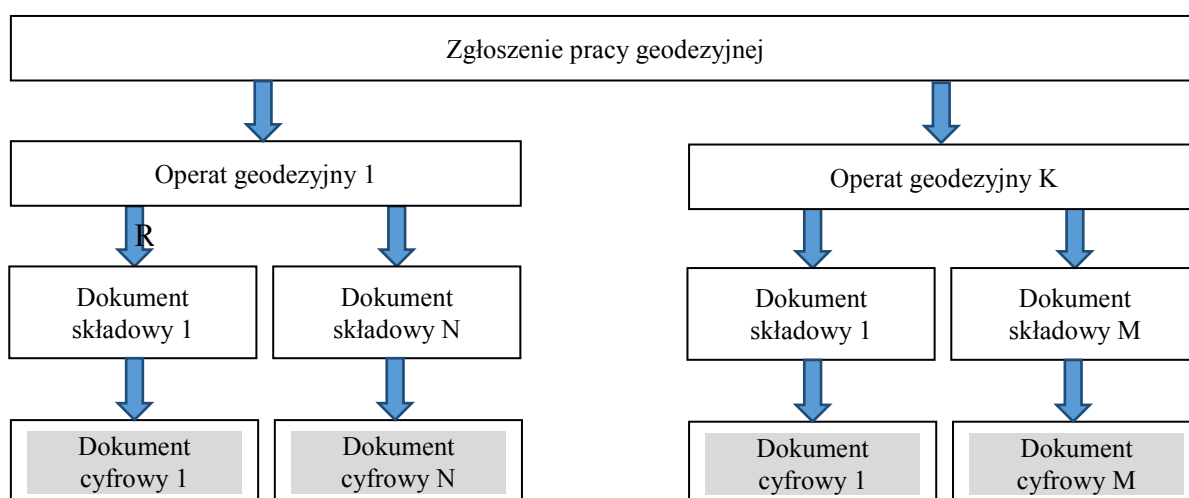 Zgłoszenie pracy geodezyjnej
Operat geodezyjny 1
Operat geodezyjny K
R
Dokument
składowy 1
Dokument
składowy N
Dokument
składowy 1
Dokument
składowy M
Dokument
cyfrowy 1
Dokument
cyfrowy N
Dokument
cyfrowy 1
Dokument
cyfrowy M